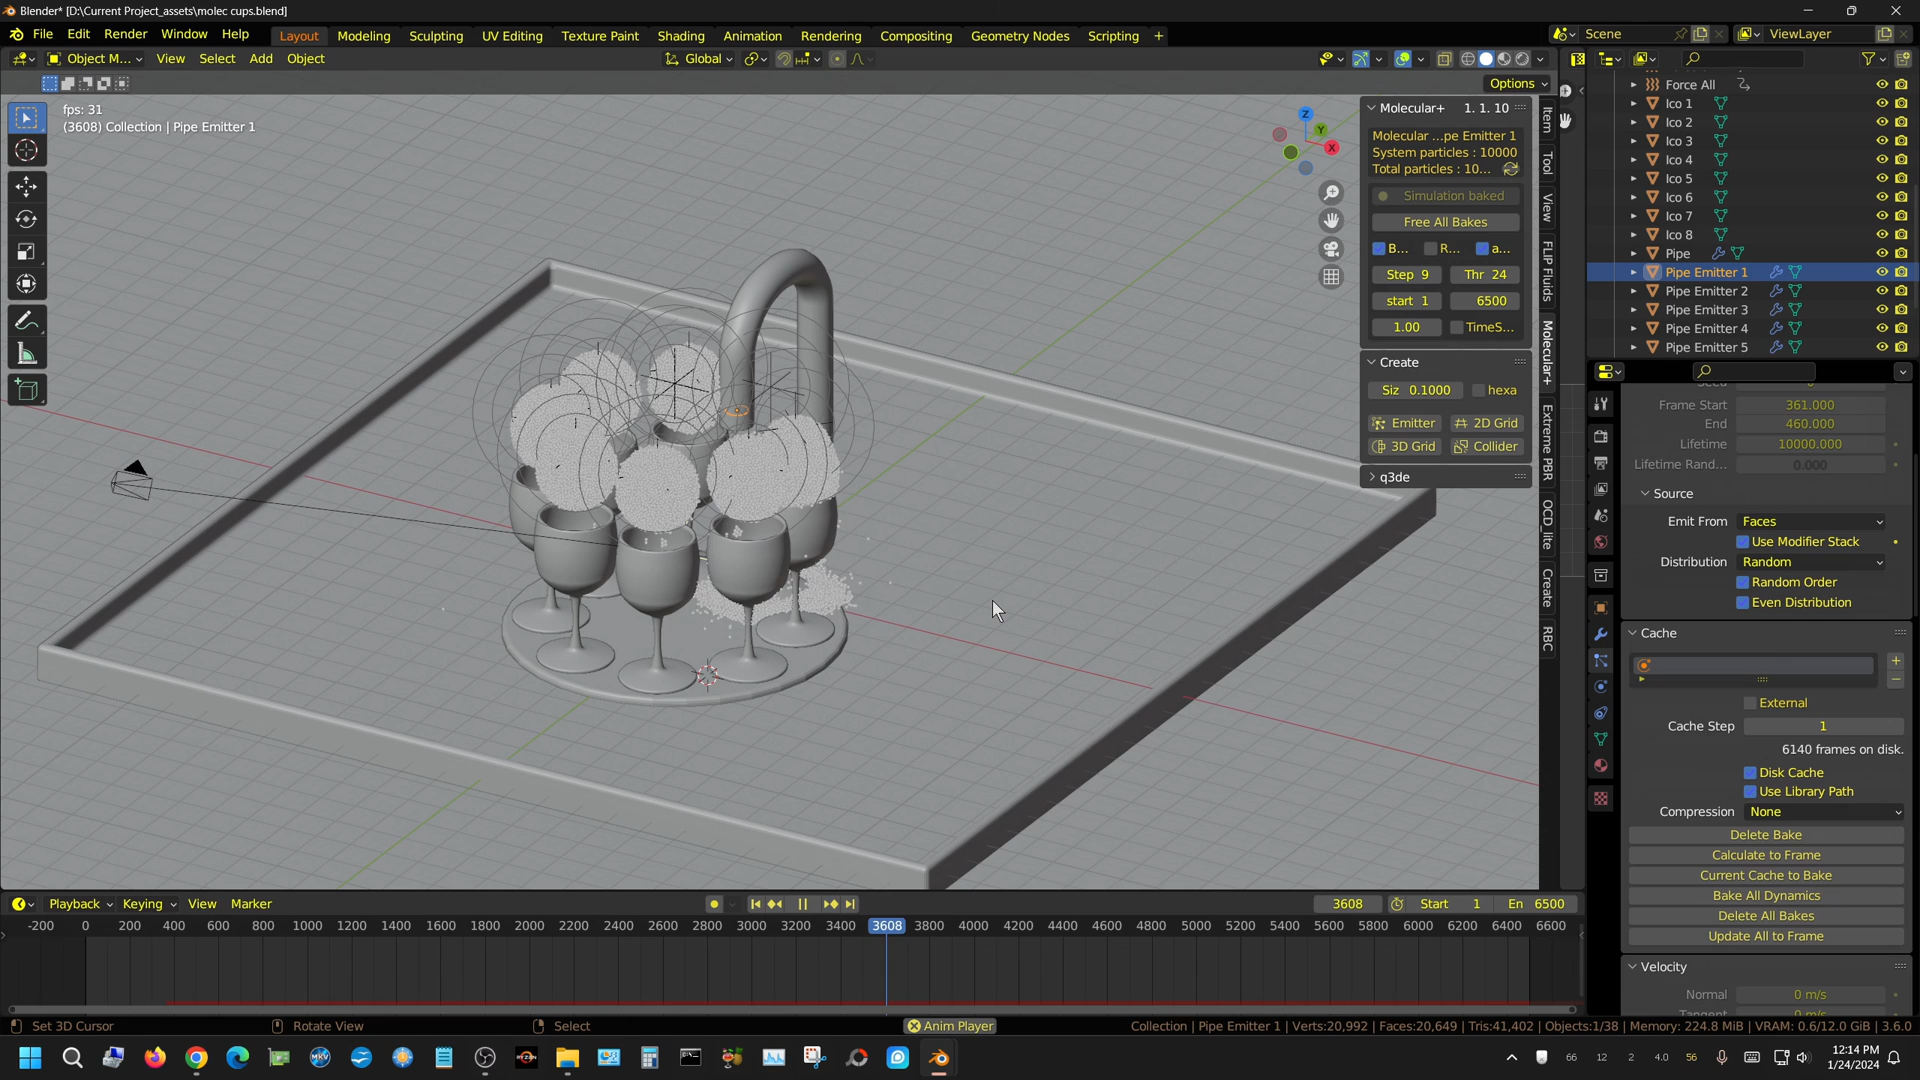 Blender* [D:\Current Project_assets\molec cups.blend]
File Edit Render Window Help Layout Modeling Sculpting UV Editing Texture Paint Shading Animation Rendering Compositing Geometry Nodes Scripting + Scene ViewLayer
Object M... View Select Add Object Global
Options
fps: 31
(3608) Collection | Pipe Emitter 1
Z
Y
X
Molecular+ 1. 1. 10
Molecular ...pe Emitter 1
System particles : 10000
Total particles : 10...
Simulation baked
Free All Bakes
B... R... a...
Step 9 Thr 24
start 1 6500
1.00 TimeS...
Create
Siz 0.1000 hexa
Emitter 2D Grid
3D Grid Collider
q3de
Item
Tool
View
FLIP Fluids
Molecular+
Extreme PBR
OCD_lite
Create
RBC
Force All
Ico 1
Ico 2
Ico 3
Ico 4
Ico 5
Ico 6
Ico 7
Ico 8
Pipe
Pipe Emitter 1
Pipe Emitter 2
Pipe Emitter 3
Pipe Emitter 4
Pipe Emitter 5
Frame Start 361.000
End 460.000
Lifetime 10000.000
Lifetime Rand... 0.000
Source
Emit From Faces
Use Modifier Stack
Distribution Random
Random Order
Even Distribution
Cache
External
Cache Step 1
6140 frames on disk.
Disk Cache
Use Library Path
Compression None
Delete Bake
Calculate to Frame
Current Cache to Bake
Bake All Dynamics
Delete All Bakes
Update All to Frame
Velocity
Normal 0 m/s
Playback Keying View Marker 3608 Start 1 En 6500
-200 0 200 400 600 800 1000 1200 1400 1600 1800 2000 2200 2400 2600 2800 3000 3200 3400 3608 3800 4000 4200 4400 4600 4800 5000 5200 5400 5600 5800 6000 6200 6400 6600
Set 3D Cursor Rotate View Select Anim Player Collection | Pipe Emitter 1 | Verts:20,992 | Faces:20,649 | Tris:41,402 | Objects:1/38 | Memory: 224.8 MiB | VRAM: 0.6/12.0 GiB | 3.6.0
MKV RYZEN 66 12 2 4.0 56 12:14 PM
1/24/2024